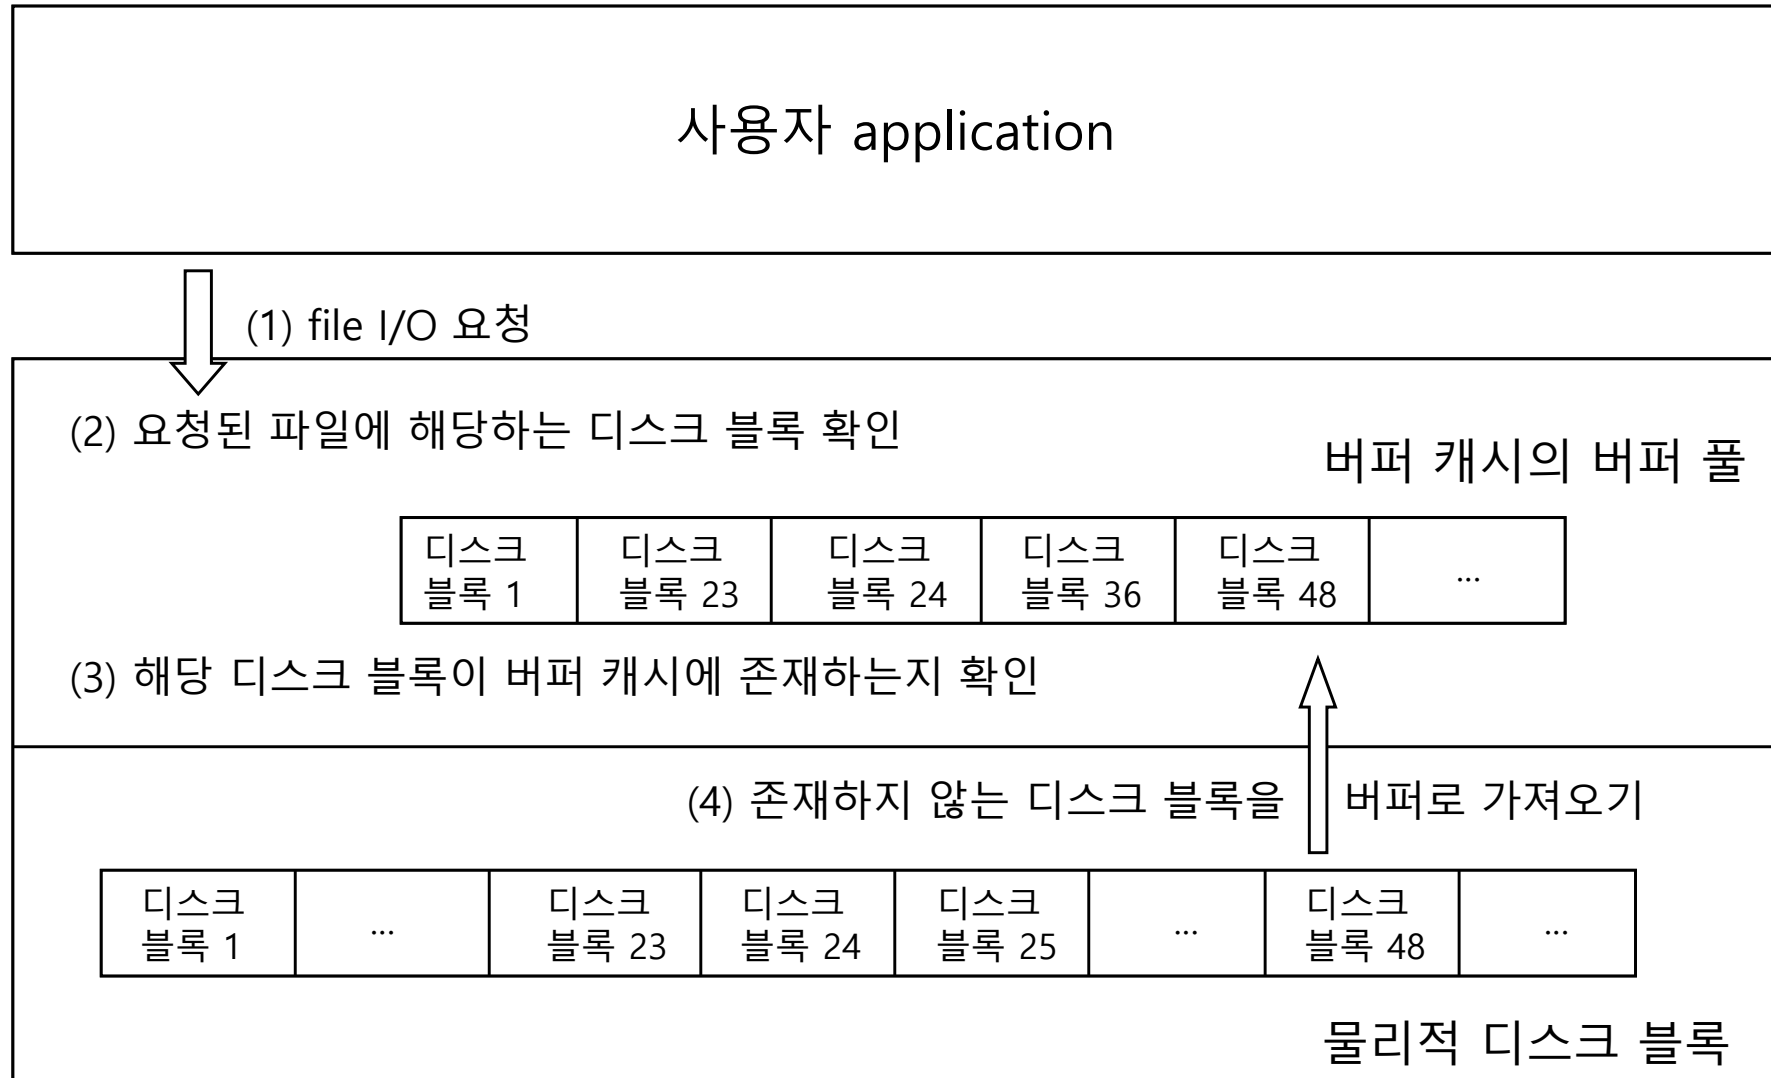 사용자 application
(1) file I/O 요청
(2) 요청된 파일에 해당하는 디스크 블록 확인
버퍼 캐시의 버퍼 풀
디스크
블록 1
디스크
블록 23
디스크
블록 24
디스크
블록 36
디스크
블록 48
...
(3) 해당 디스크 블록이 버퍼 캐시에 존재하는지 확인
(4) 존재하지 않는 디스크 블록을 버퍼로 가져오기
디스크
블록 1
...
디스크
블록 23
디스크
블록 24
디스크
블록 25
...
디스크
블록 48
...
물리적 디스크 블록